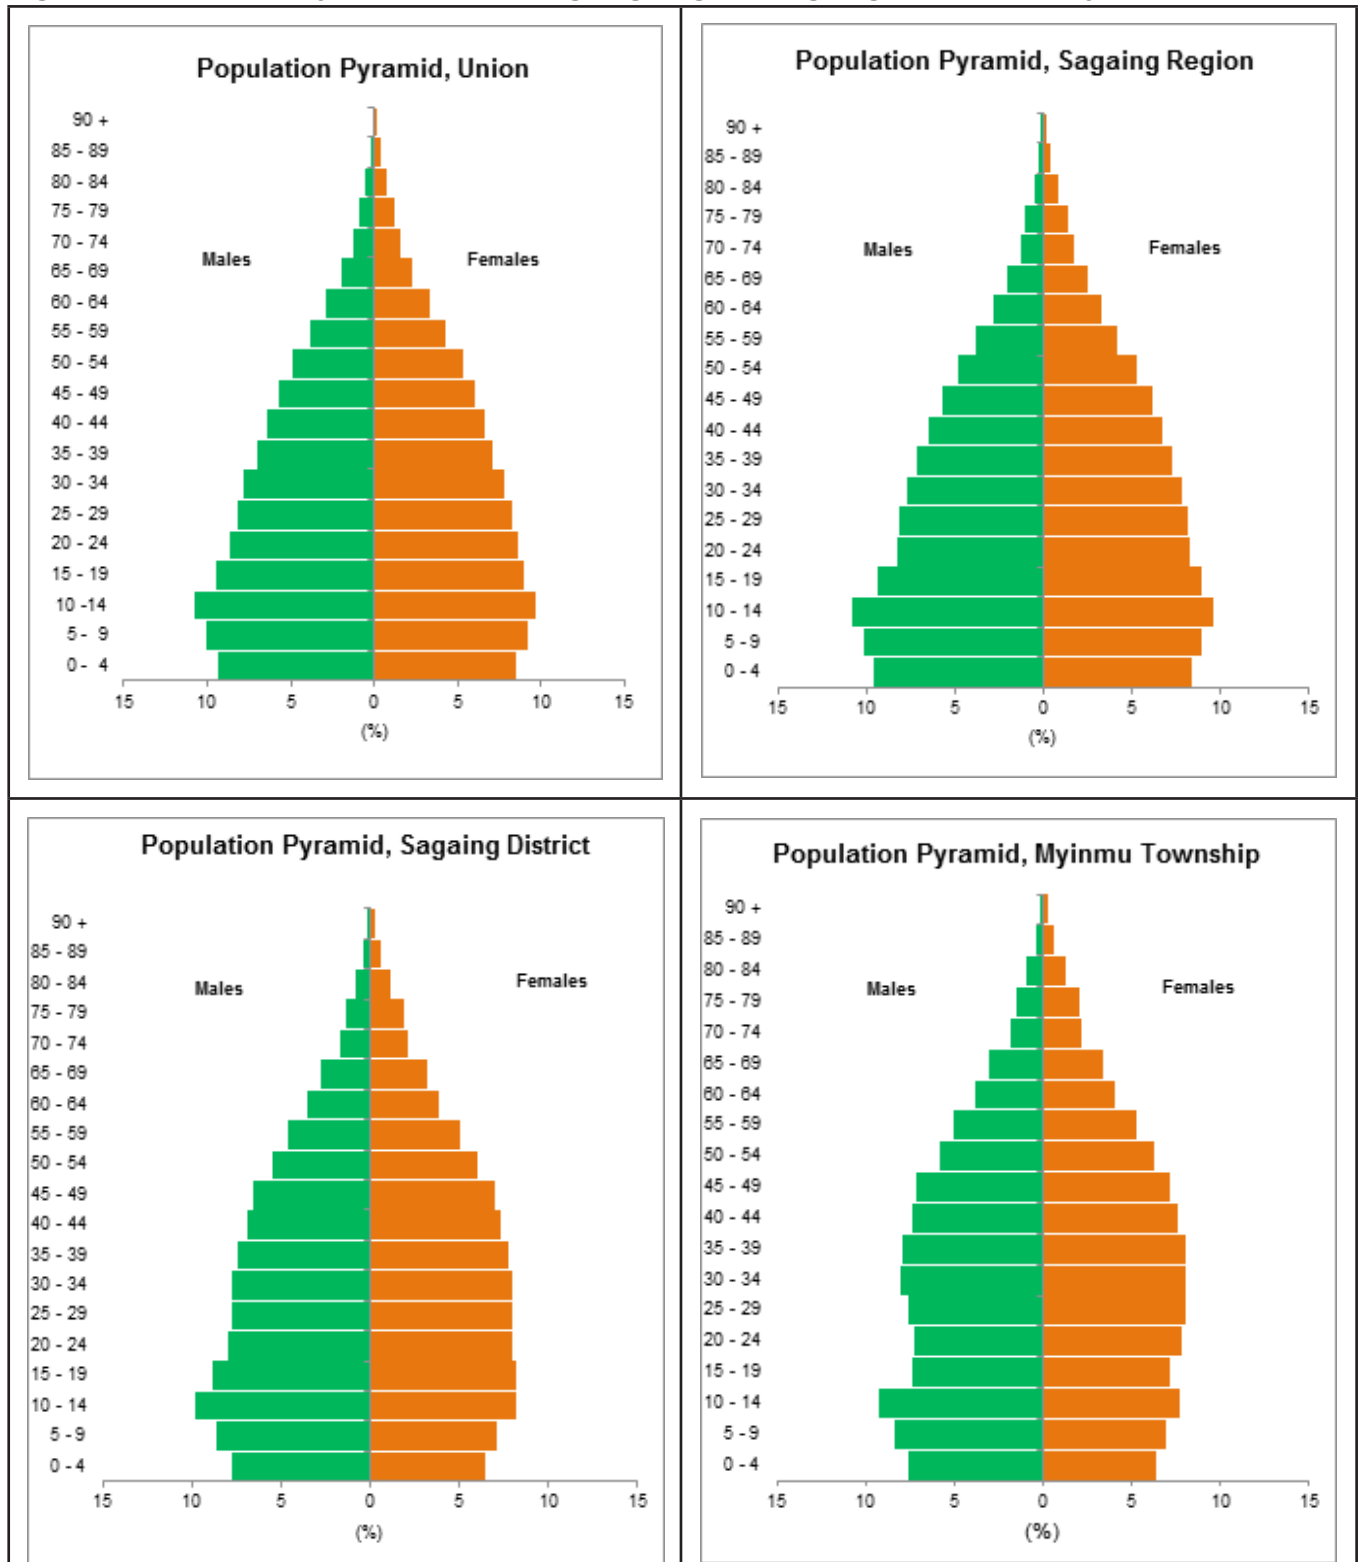 Population Pyramid, Union
90 +
85 - 89
80 - 84
75 - 79
70 - 74
65 - 69
60 - 64
55 - 59
50 - 54
45 - 49
40 - 44
35 - 39
30 - 34
25 - 29
20 - 24
15 - 19
10 -14
5 - 9
0 - 4
Males
Females
15 10 5 0 5 10 15
(%)
Population Pyramid, Sagaing Region
90 +
85 - 89
80 - 84
75 - 79
70 - 74
65 - 69
60 - 64
55 - 59
50 - 54
45 - 49
40 - 44
35 - 39
30 - 34
25 - 29
20 - 24
15 - 19
10 - 14
5 - 9
0 - 4
Males
Females
15 10 5 0 5 10 15
(%)
Population Pyramid, Sagaing District
90 +
85 - 89
80 - 84
75 - 79
70 - 74
65 - 69
60 - 64
55 - 59
50 - 54
45 - 49
40 - 44
35 - 39
30 - 34
25 - 29
20 - 24
15 - 19
10 - 14
5 - 9
0 - 4
Males
Females
15 10 5 0 5 10 15
(%)
Population Pyramid, Myinmu Township
90 +
85 - 89
80 - 84
75 - 79
70 - 74
65 - 69
60 - 64
55 - 59
50 - 54
45 - 49
40 - 44
35 - 39
30 - 34
25 - 29
20 - 24
15 - 19
10 - 14
5 - 9
0 - 4
Males
Females
15 10 5 0 5 10 15
(%)